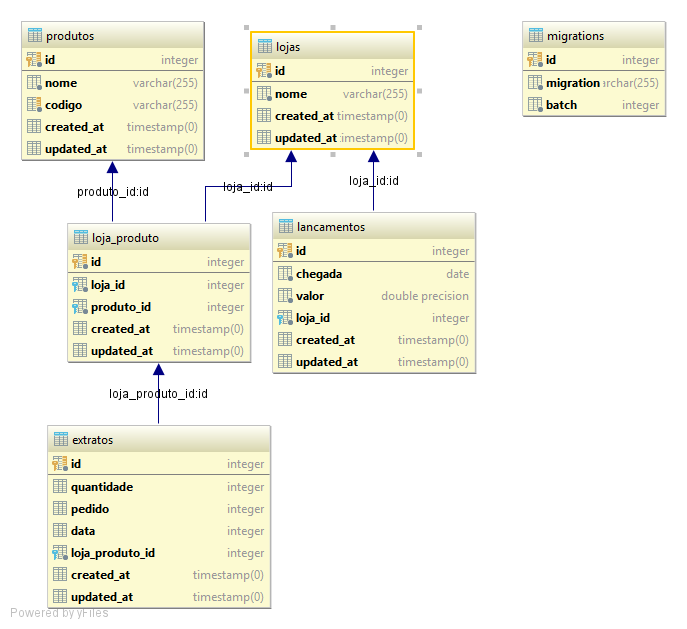 produtos
id integer
nome varchar(255)
codigo varchar(255)
created_at timestamp(0)
updated_at timestamp(0)
lojas
id integer
nome varchar(255)
created_at timestamp(0)
updated_at timestamp(0)
migrations
id integer
migration varchar(255)
batch integer
produto_id:id
loja_id:id
loja_id:id
loja_produto
id integer
loja_id integer
produto_id integer
created_at timestamp(0)
updated_at timestamp(0)
lancamentos
id integer
chegada date
valor double precision
loja_id integer
created_at timestamp(0)
updated_at timestamp(0)
loja_produto_id:id
extratos
id integer
quantidade integer
pedido integer
data integer
loja_produto_id integer
created_at timestamp(0)
updated_at timestamp(0)
Powered by yFiles